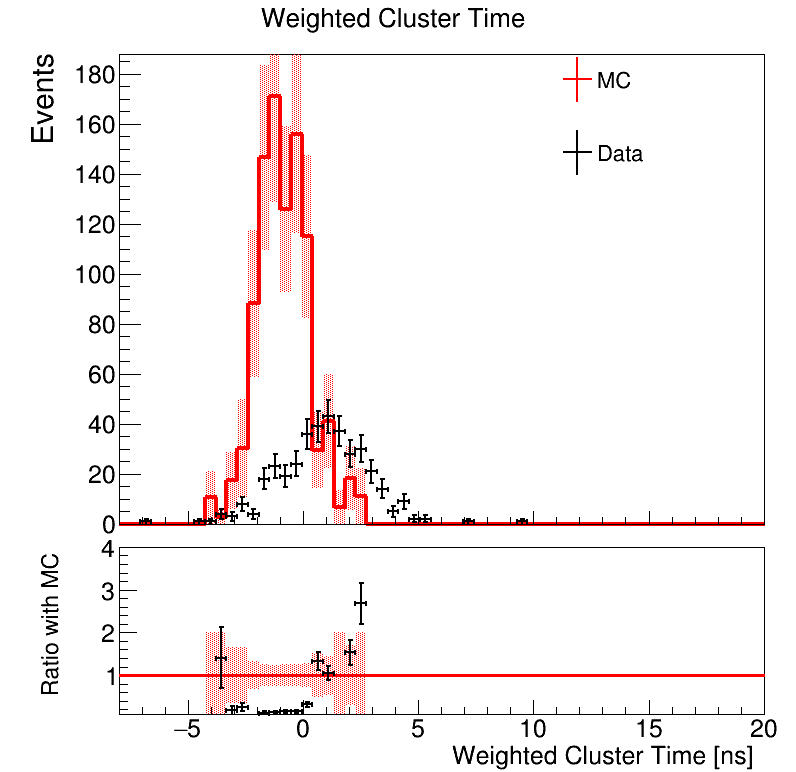 Weighted Cluster Time
Events
180
160
140
120
100
80
60
40
20
0
MC
Data
Ratio with MC
4
3
2
1
−5 0 5 10 15 20
Weighted Cluster Time [ns]